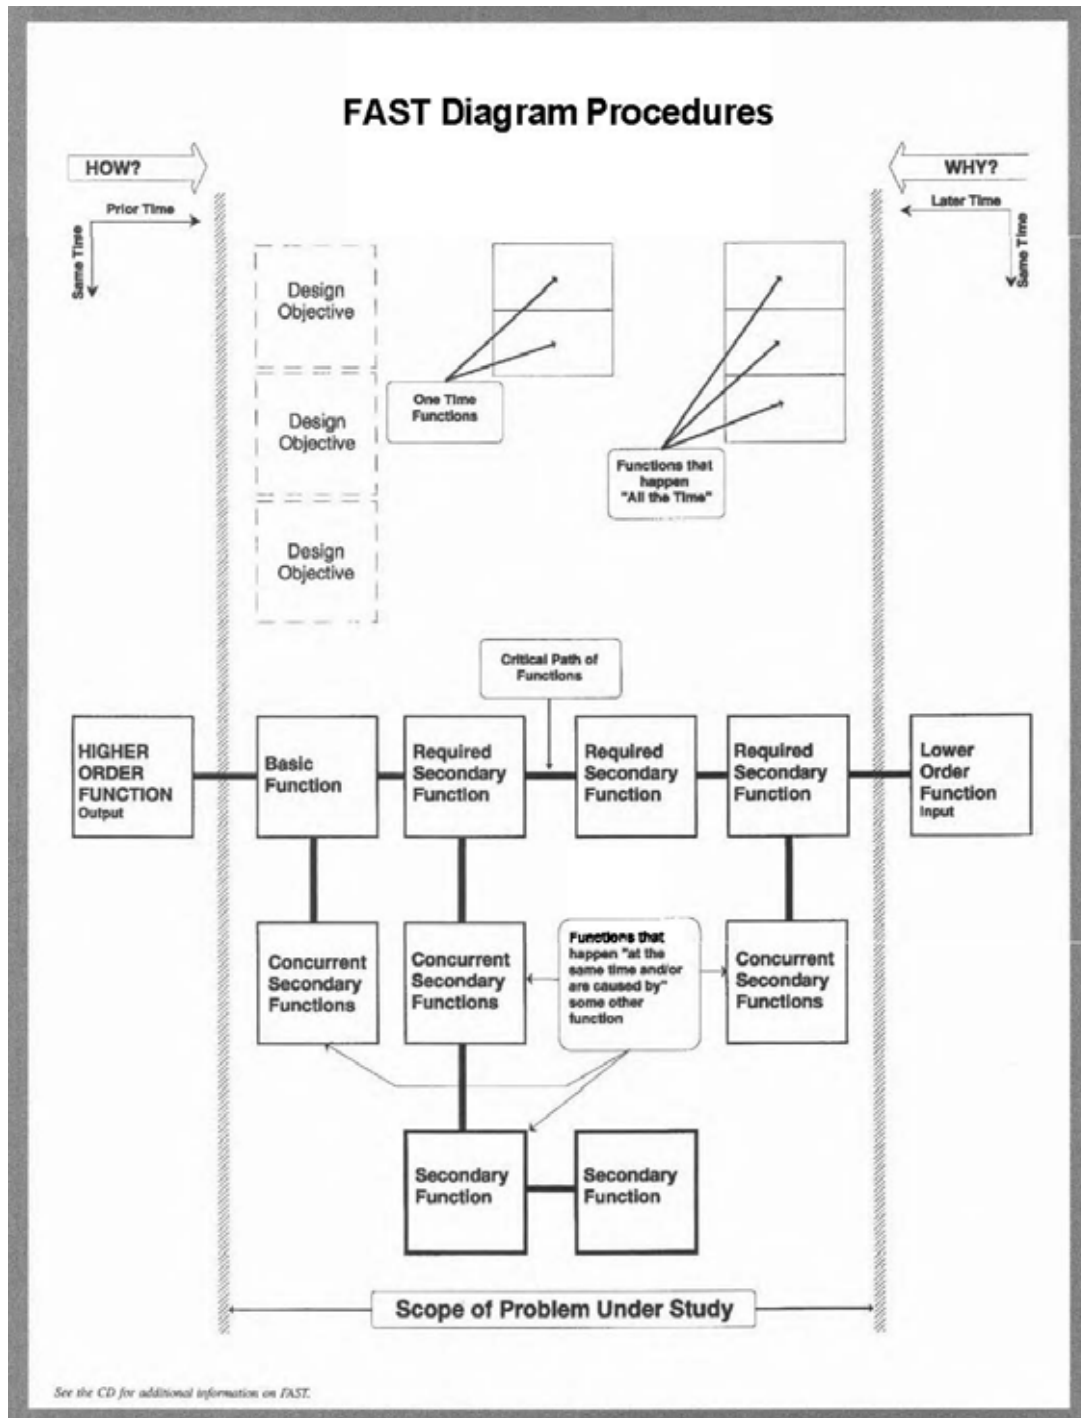 FAST Diagram Procedures
HOW?
WHY?
Prior Time
Later Time
Same Time
Same Time
Design
Objective
One Time
Functions
Design
Objective
Functions that
happen
"All the Time"
Design
Objective
Critical Path of
Functions
HIGHER
ORDER
FUNCTION
Output
Basic
Function
Required
Secondary
Function
Required
Secondary
Function
Required
Secondary
Function
Lower
Order
Function
Input
Concurrent
Secondary
Functions
Concurrent
Secondary
Functions
Functions that
happen "at the
same time and/or
are caused by"
some other
function
Concurrent
Secondary
Functions
Secondary
Function
Secondary
Function
Scope of Problem Under Study
See the CD for additional information on FAST.